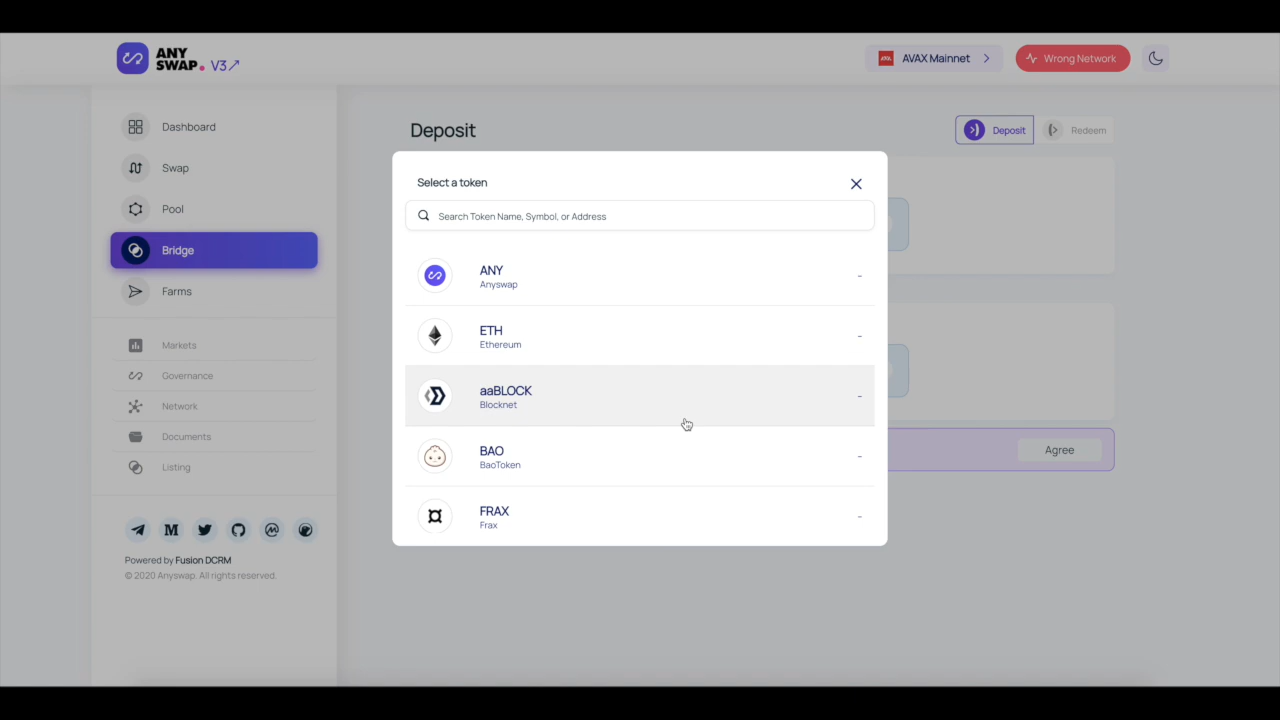 ANY
SWAP. V3↗
AVAX Mainnet
Wrong Network
Dashboard
Swap
Pool
Bridge
Farms
Markets
Governance
Network
Documents
Listing
Powered by Fusion DCRM
© 2020 Anyswap. All rights reserved.
Deposit
Deposit
Redeem
Select a token
Search Token Name, Symbol, or Address
ANY
Anyswap
-
ETH
Ethereum
-
aaBLOCK
Blocknet
-
BAO
BaoToken
-
FRAX
Frax
-
Agree